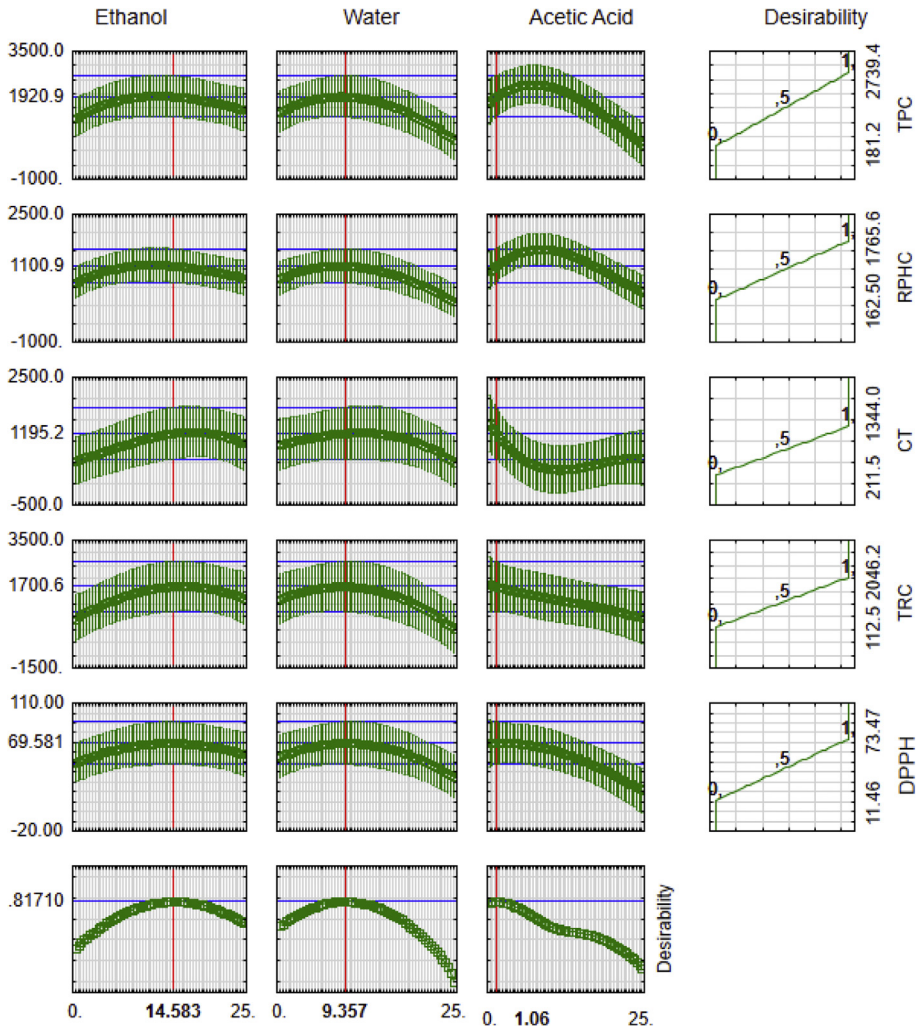 Ethanol Water Acetic Acid Desirability
3500.0
1920.9
-1000.
0, ,5 1,
181.2 2739.4
TPC
2500.0
1100.9
-1000.
0, ,5 1,
162.50 1765.6
RPHC
2500.0
1195.2
-500.0
0, ,5 1,
211.5 1344.0
CT
3500.0
1700.6
-1500.
0, ,5 1,
112.5 2046.2
TRC
110.00
69.581
-20.00
0, ,5 1,
11.46 73.47
DPPH
.81710
Desirability
0. 14.583 25. 0. 9.357 25. 0. 1.06 25.